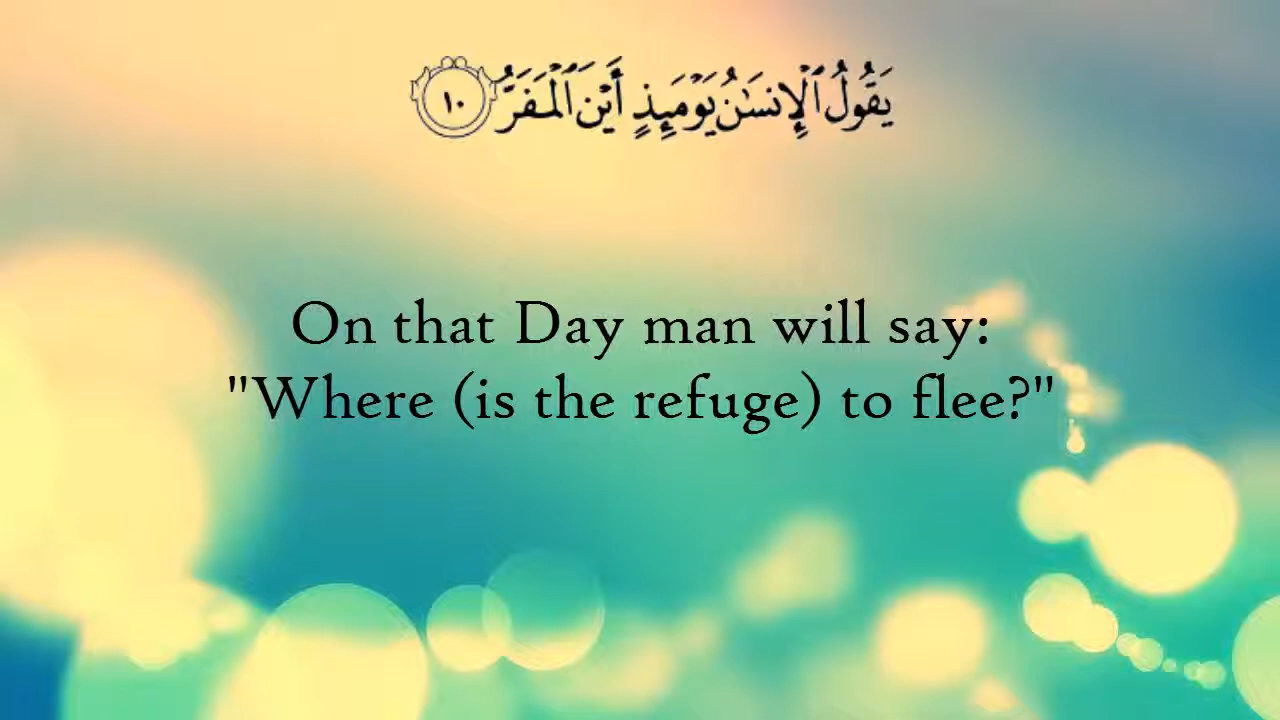 يَقُولُ ٱلْإِنسَٰنُ يَوْمَئِذٍ أَيْنَ ٱلْمَفَرُّ ١٠
On that Day man will say:
"Where (is the refuge) to flee?"